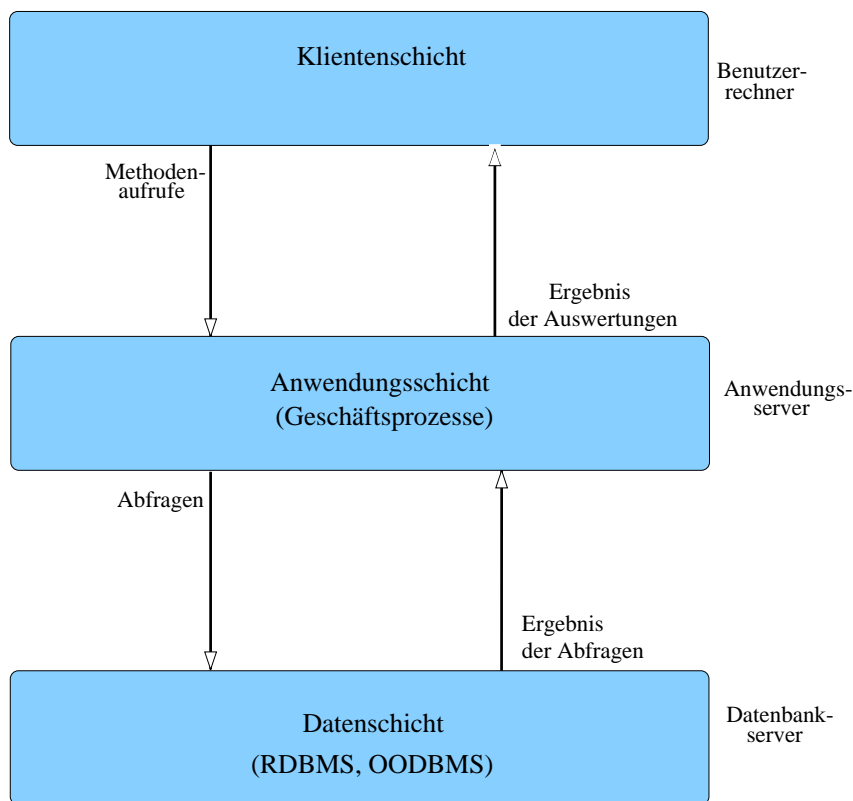 Klientenschicht
Benutzer-
rechner
Methoden-
aufrufe
Ergebnis
der Auswertungen
Anwendungsschicht
(Geschäftsprozesse)
Anwendungs-
server
Abfragen
Ergebnis
der Abfragen
Datenschicht
(RDBMS, OODBMS)
Datenbank-
server